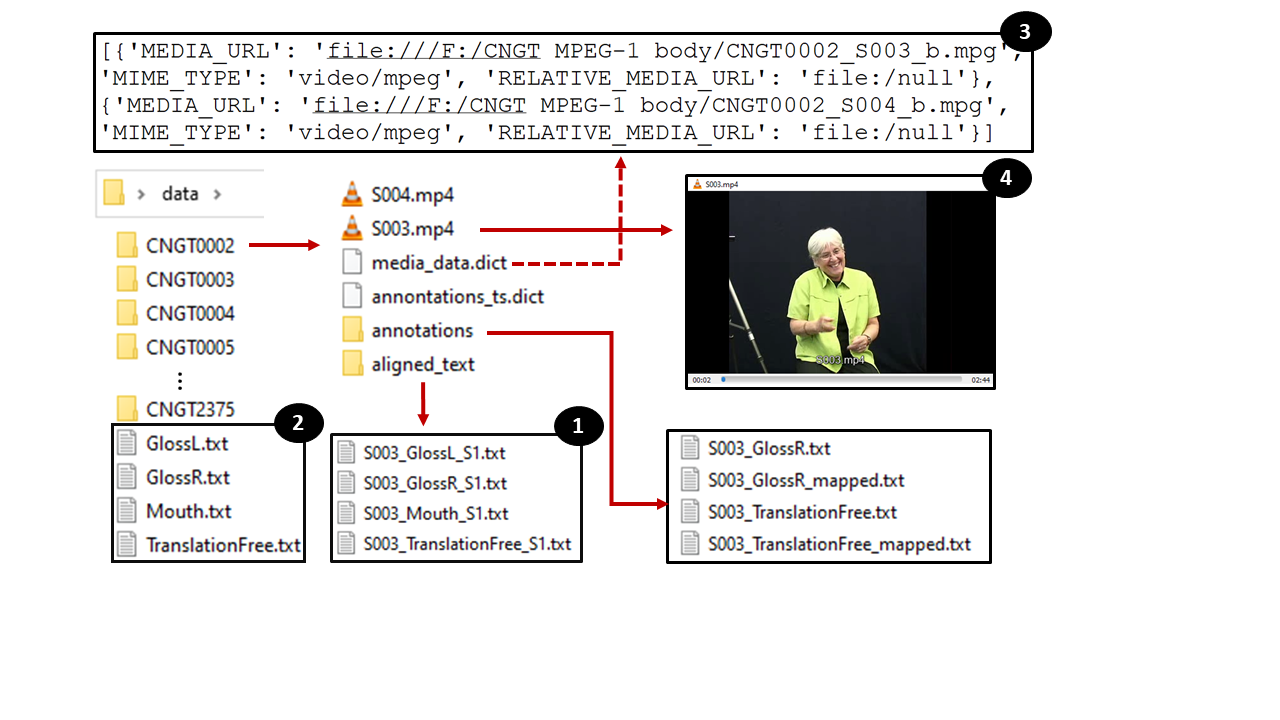 3
[{'MEDIA_URL': 'file:///F:/CNGT MPEG-1 body/CNGT0002_S003_b.mpg',
'MIME_TYPE': 'video/mpeg', 'RELATIVE_MEDIA_URL': 'file:/null'},
{'MEDIA_URL': 'file:///F:/CNGT MPEG-1 body/CNGT0002_S004_b.mpg',
'MIME_TYPE': 'video/mpeg', 'RELATIVE_MEDIA_URL': 'file:/null'}]
> data >
CNGT0002
CNGT0003
CNGT0004
CNGT0005
⋮
CNGT2375
2
GlossL.txt
GlossR.txt
Mouth.txt
TranslationFree.txt
S004.mp4
S003.mp4
media_data.dict
annontations_ts.dict
annotations
aligned_text
1
S003_GlossL_S1.txt
S003_GlossR_S1.txt
S003_Mouth_S1.txt
S003_TranslationFree_S1.txt
4
S003.mp4
S003.mp4
00:02 02:44
S003_GlossR.txt
S003_GlossR_mapped.txt
S003_TranslationFree.txt
S003_TranslationFree_mapped.txt